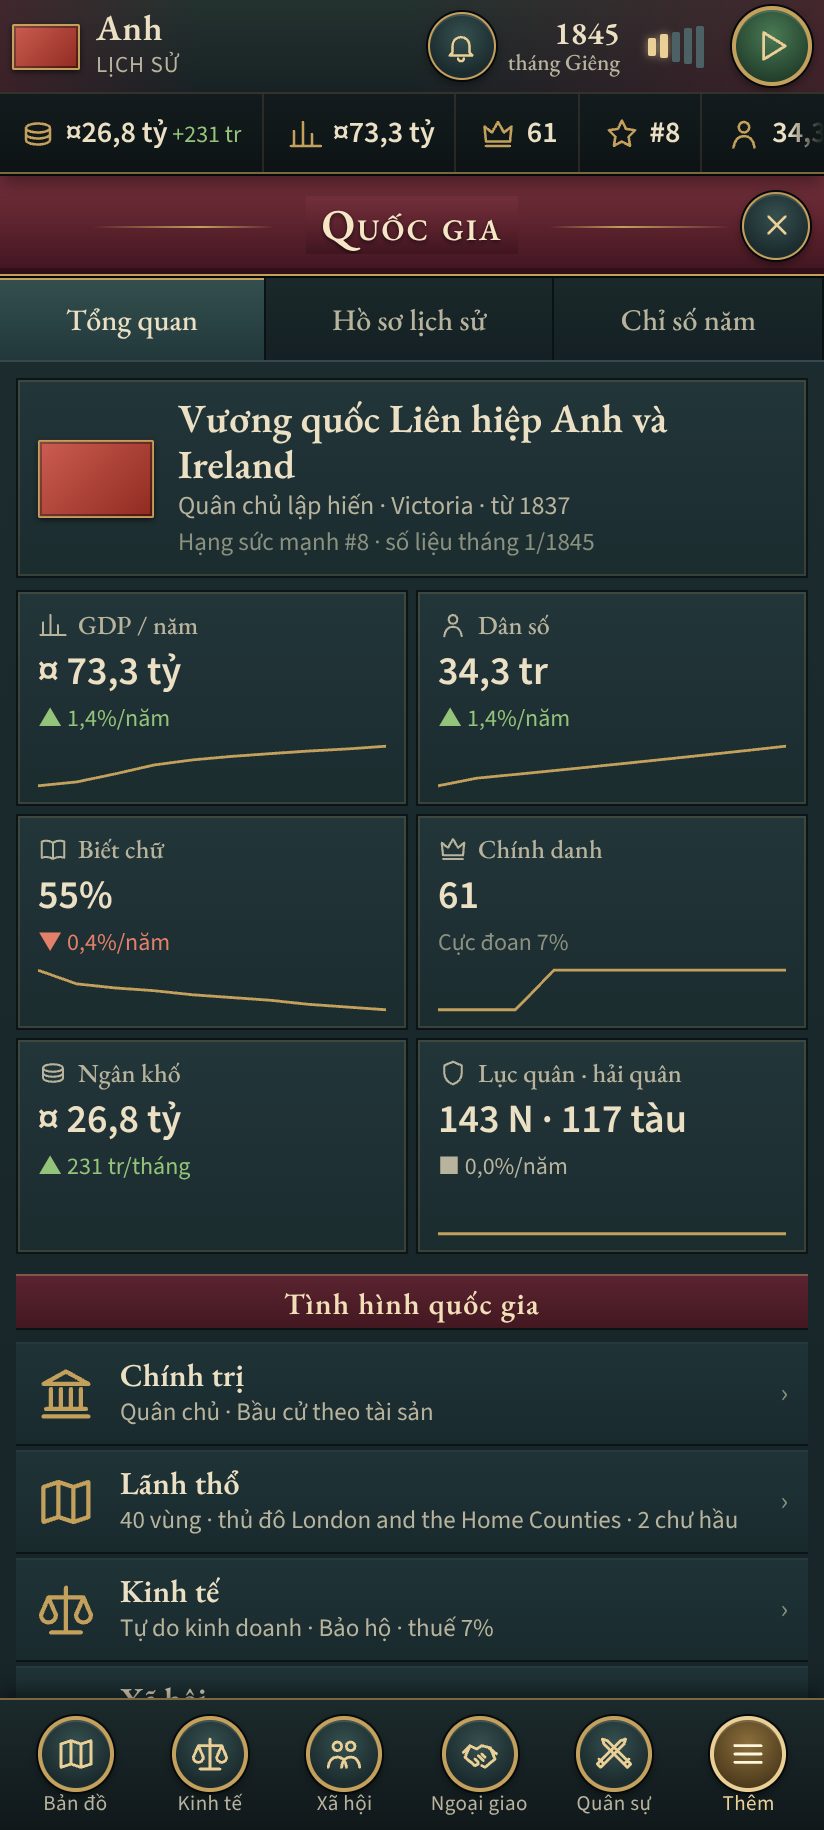 Anh
LỊCH SỬ
1845
tháng Giêng
¤26,8 tỷ +231 tr
¤73,3 tỷ
61
#8
34,3
Quốc gia
Tổng quan
Hồ sơ lịch sử
Chỉ số năm
Vương quốc Liên hiệp Anh và
Ireland
Quân chủ lập hiến · Victoria · từ 1837
Hạng sức mạnh #8 · số liệu tháng 1/1845
GDP / năm
¤ 73,3 tỷ
▲ 1,4%/năm
Dân số
34,3 tr
▲ 1,4%/năm
Biết chữ
55%
▼ 0,4%/năm
Chính danh
61
Cực đoan 7%
Ngân khố
¤ 26,8 tỷ
▲ 231 tr/tháng
Lục quân · hải quân
143 N · 117 tàu
■ 0,0%/năm
Tình hình quốc gia
Chính trị
Quân chủ · Bầu cử theo tài sản
Lãnh thổ
40 vùng · thủ đô London and the Home Counties · 2 chư hầu
Kinh tế
Tự do kinh doanh · Bảo hộ · thuế 7%
Xã hội
Bản đồ
Kinh tế
Xã hội
Ngoại giao
Quân sự
Thêm